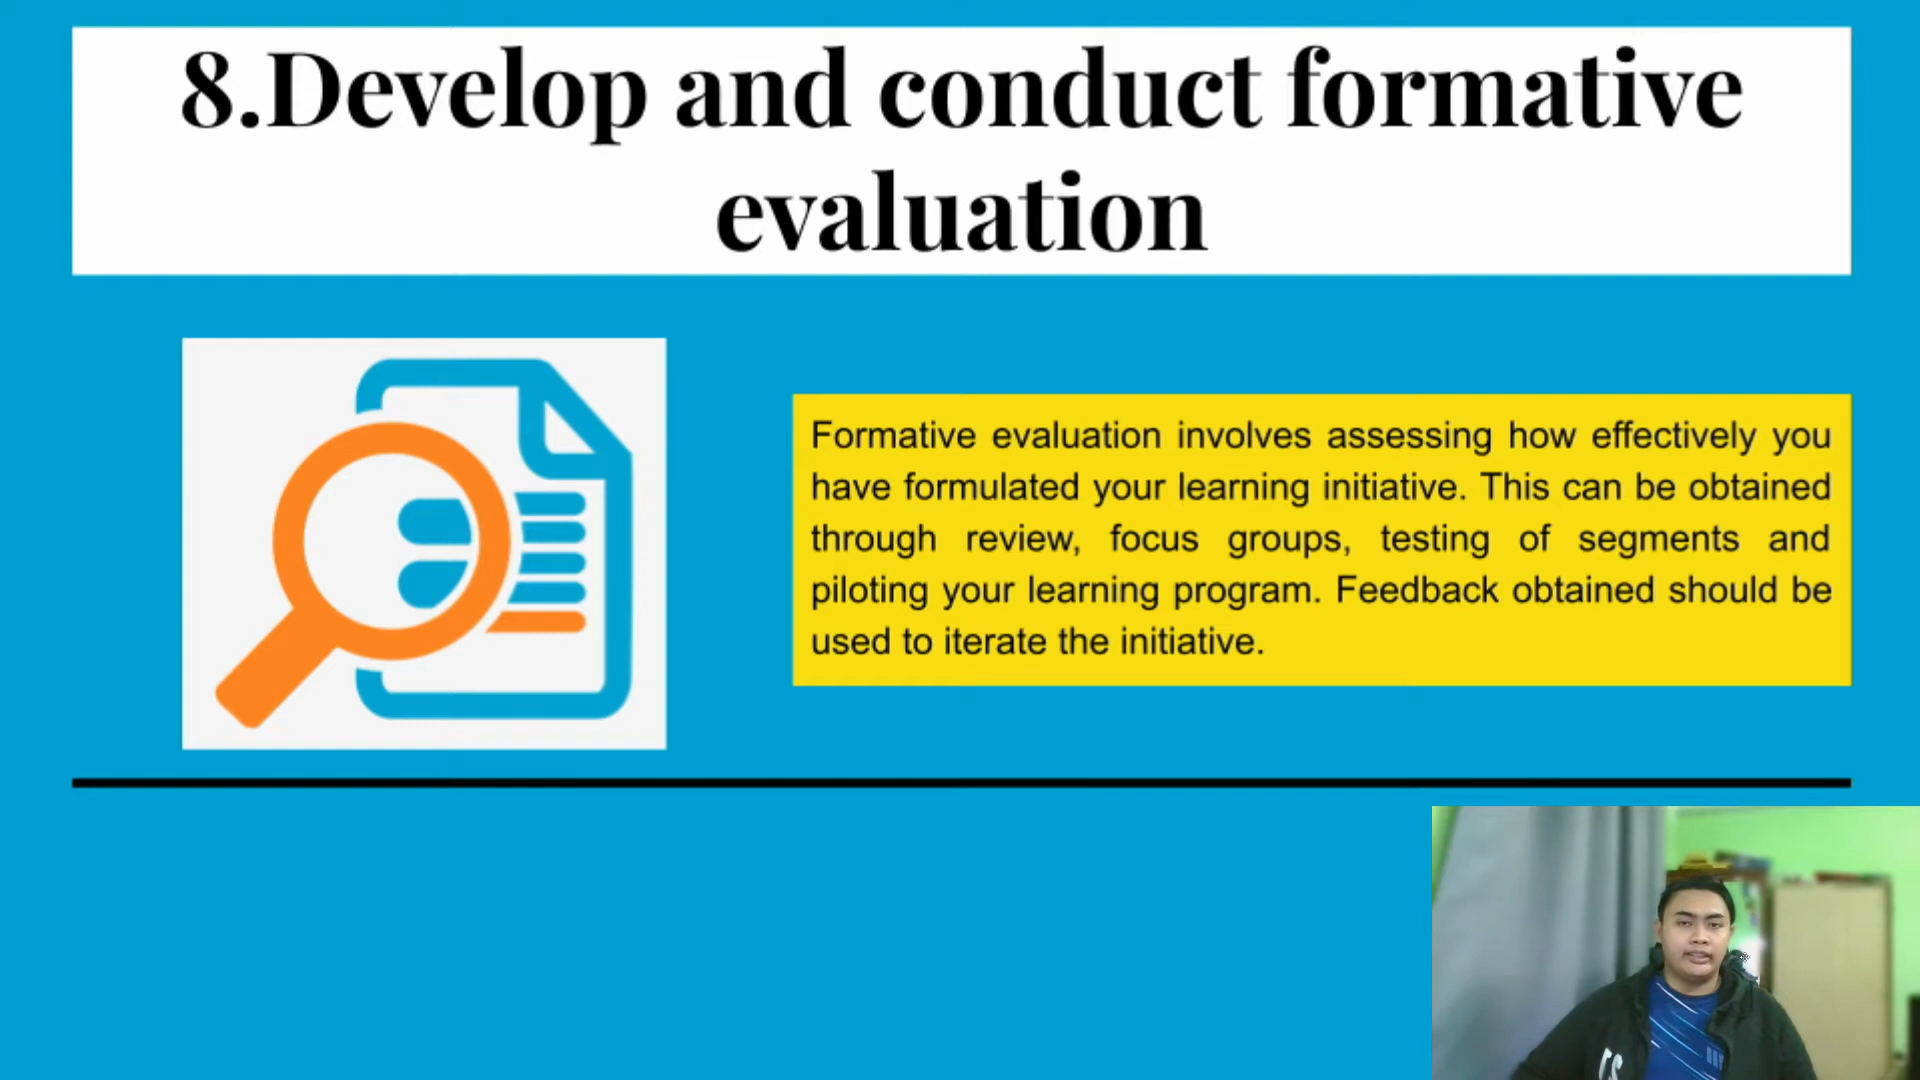 8.Develop and conduct formative
evaluation
Formative evaluation involves assessing how effectively you
have formulated your learning initiative. This can be obtained
through review, focus groups, testing of segments and
piloting your learning program. Feedback obtained should be
used to iterate the initiative.